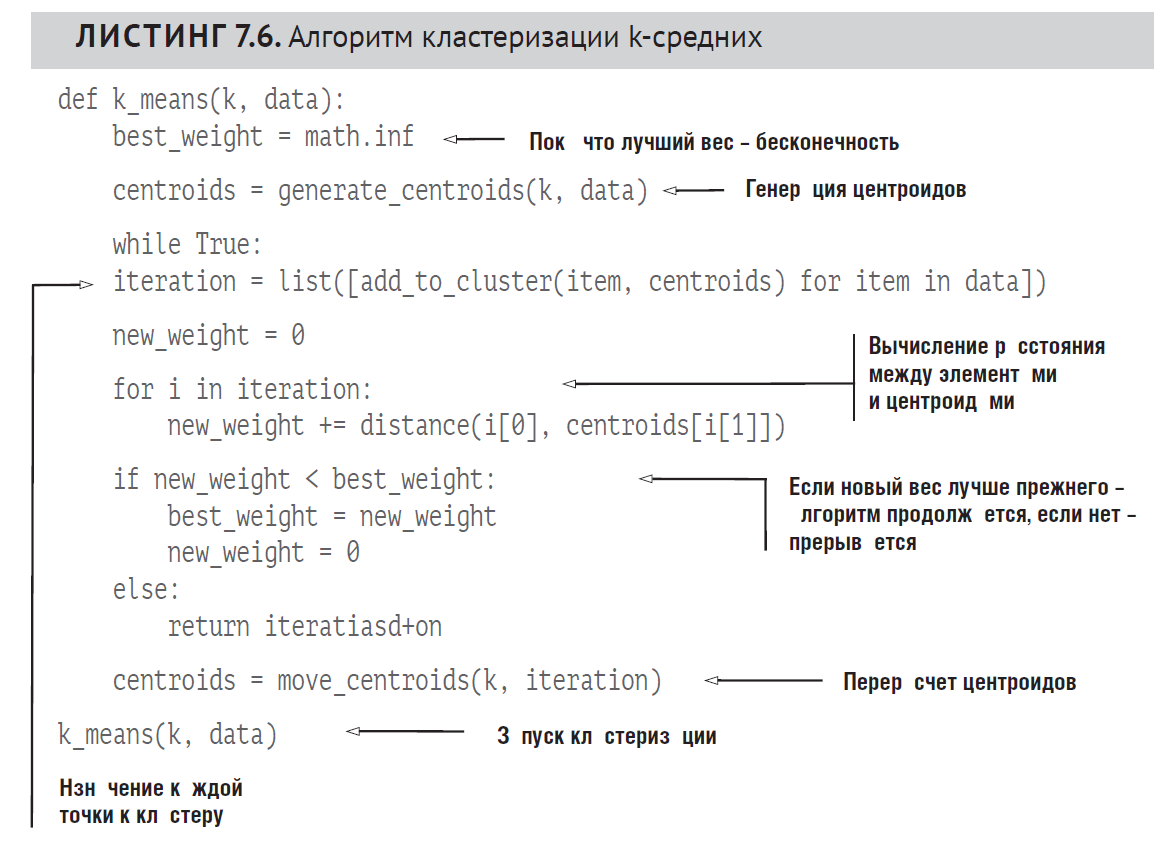 ЛИСТИНГ 7.6. Алгоритм кластеризации k-средних
def k_means(k, data):
best_weight = math.inf
Пок что лучший вес – бесконечность
centroids = generate_centroids(k, data)
Генер ция центроидов
while True:
iteration = list([add_to_cluster(item, centroids) for item in data])
new_weight = 0
Вычисление р сстояния
между элемент ми
и центроид ми
for i in iteration:
new_weight += distance(i[0], centroids[i[1]])
if new_weight < best_weight:
best_weight = new_weight
new_weight = 0
Если новый вес лучше прежнего –
лгоритм продолж ется, если нет –
прерыв ется
else:
return iteratiasd+on
centroids = move_centroids(k, iteration)
Перер счет центроидов
k_means(k, data)
З пуск кл стериз ции
Нзн чение к ждой
точки к кл стеру